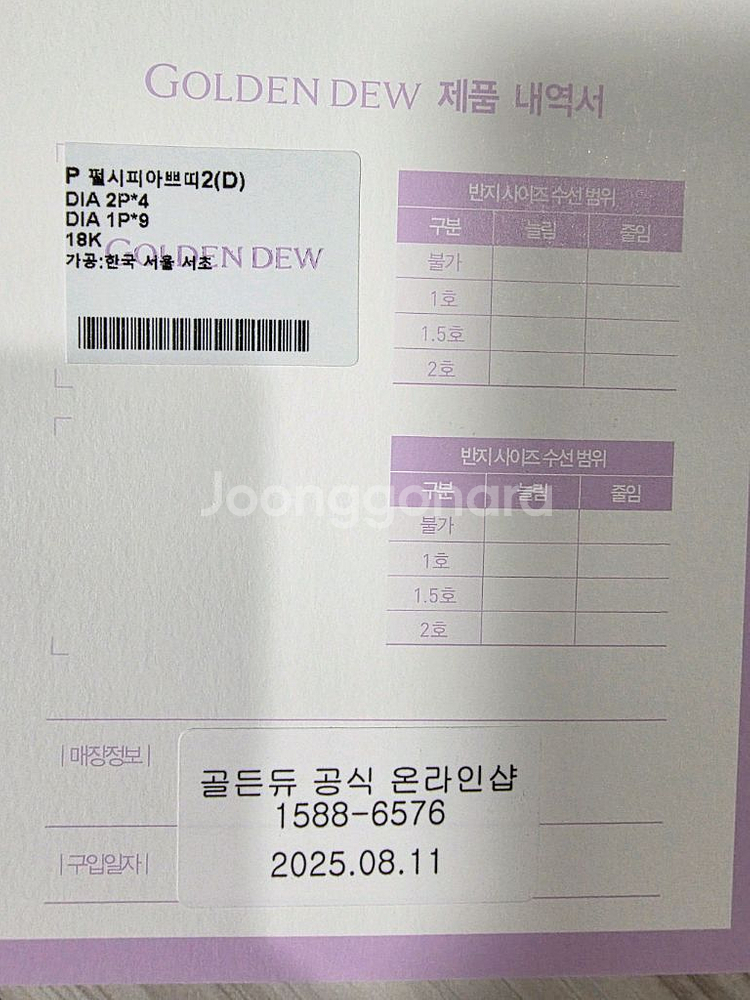 GOLDEN DEW 제품 내역서
P 펄시피아쁘띠2(D)
DIA 2P*4
DIA 1P*9
18K
GOLDEN DEW
가공:한국 서울 서초
반지 사이즈 수선 범위
구분 늘림 줄임
불가
1호
1.5호
2호
반지 사이즈 수선 범위
구분 늘림 줄임
불가
1호
1.5호
2호
Joonggonara
|매장정보|
골든듀 공식 온라인샵
1588-6576
|구입일자|
2025.08.11